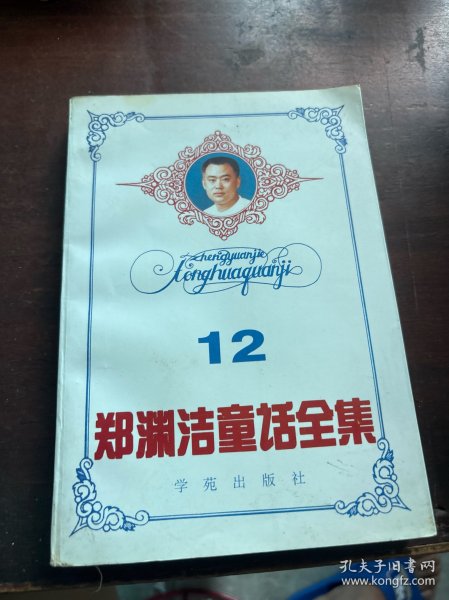 zhengyuanjie
tonghuaquanji
12
郑渊洁童话全集
学苑出版社
孔夫子旧书网
www.kongfz.com